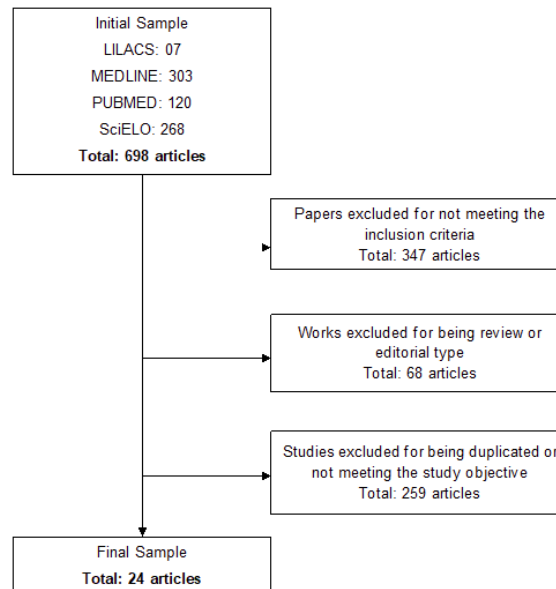 Initial Sample
LILACS: 07
MEDLINE: 303
PUBMED: 120
SciELO: 268
Total: 698 articles
Papers excluded for not meeting the
inclusion criteria
Total: 347 articles
Works excluded for being review or
editorial type
Total: 68 articles
Studies excluded for being duplicated or
not meeting the study objective
Total: 259 articles
Final Sample
Total: 24 articles